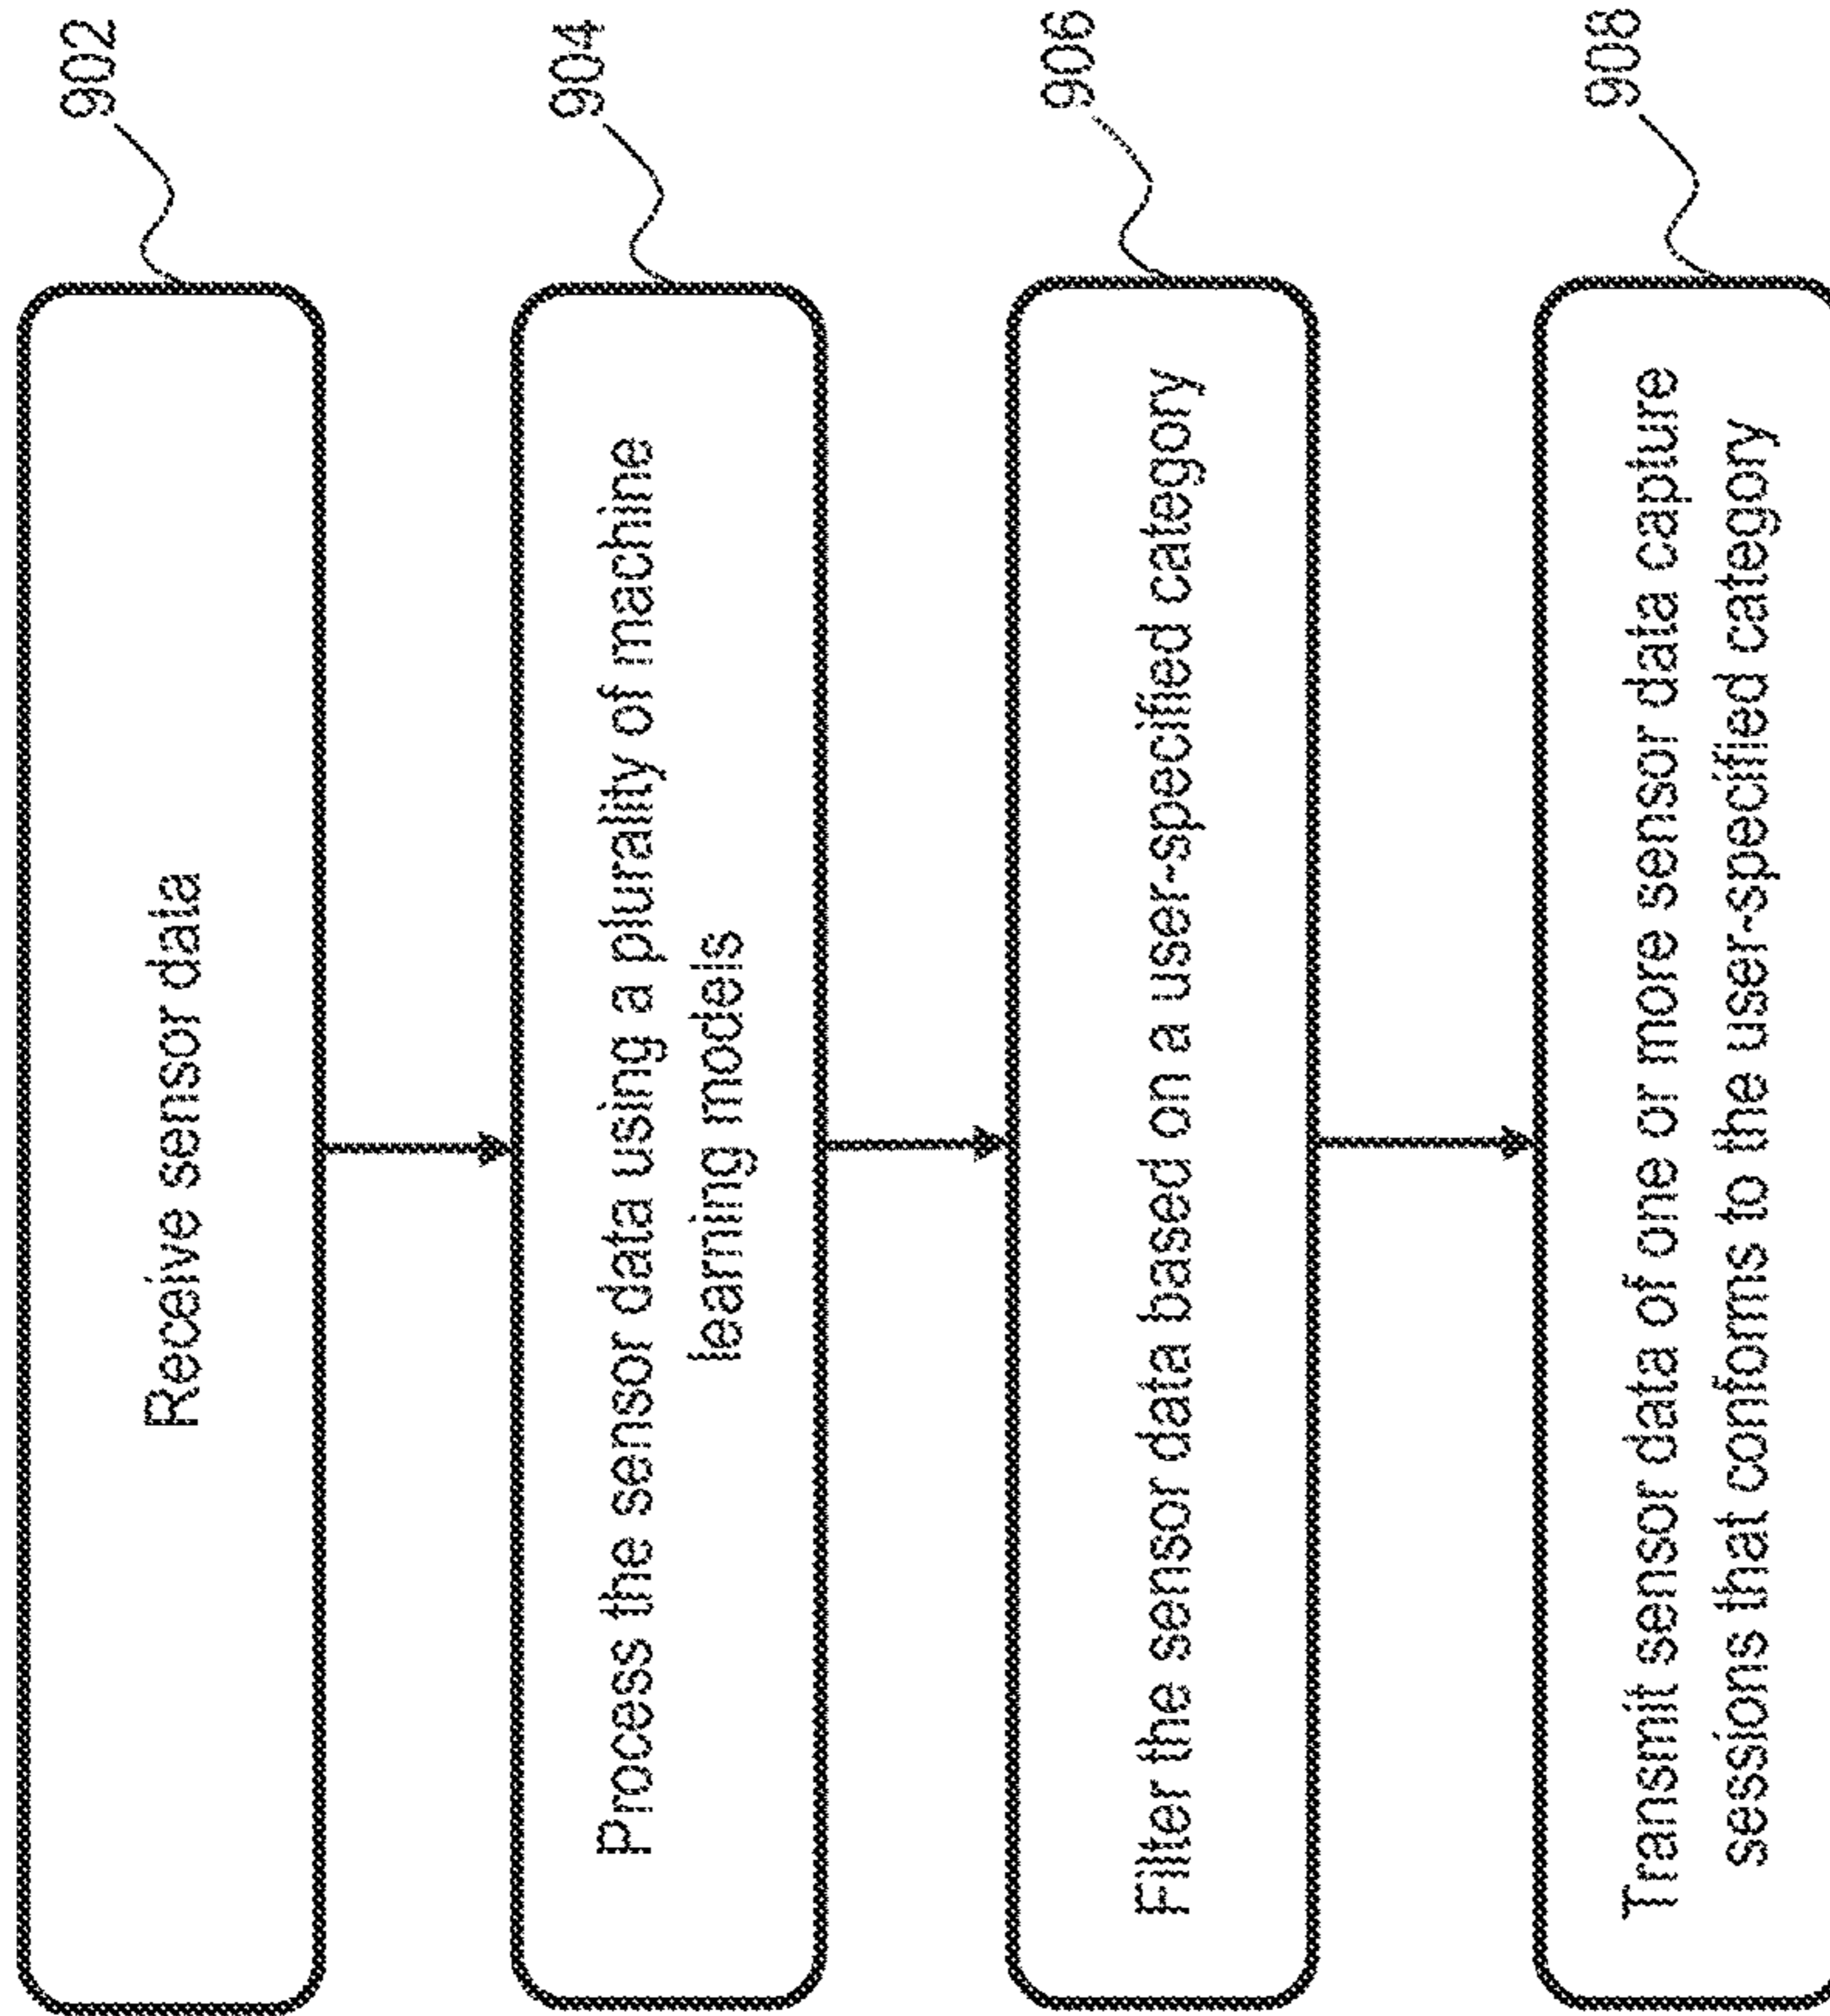 Receive sensor data
902
Process the sensor data using a plurality of machine
learning models
904
Filter the sensor data based on a user-specified category
906
Transmit sensor data of one or more sensor data capture
sessions that conforms to the user-specified category
908